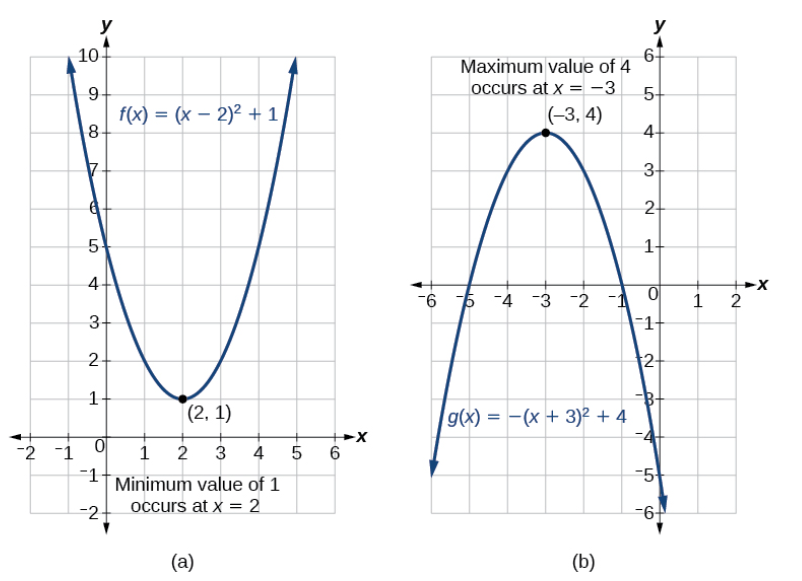 y
10
9
8
7
6
5
4
3
2
1
−1
−2
f(x) = (x − 2)² + 1
(2, 1)
−2 −1 0 1 2 3 4 5 6 x
Minimum value of 1
occurs at x = 2
(a)
y
6
5
4
3
2
1
−1
−2
−3
−4
−5
−6
Maximum value of 4
occurs at x = −3
(−3, 4)
−6 −5 −4 −3 −2 −1 0 1 2 x
g(x) = −(x + 3)² + 4
(b)